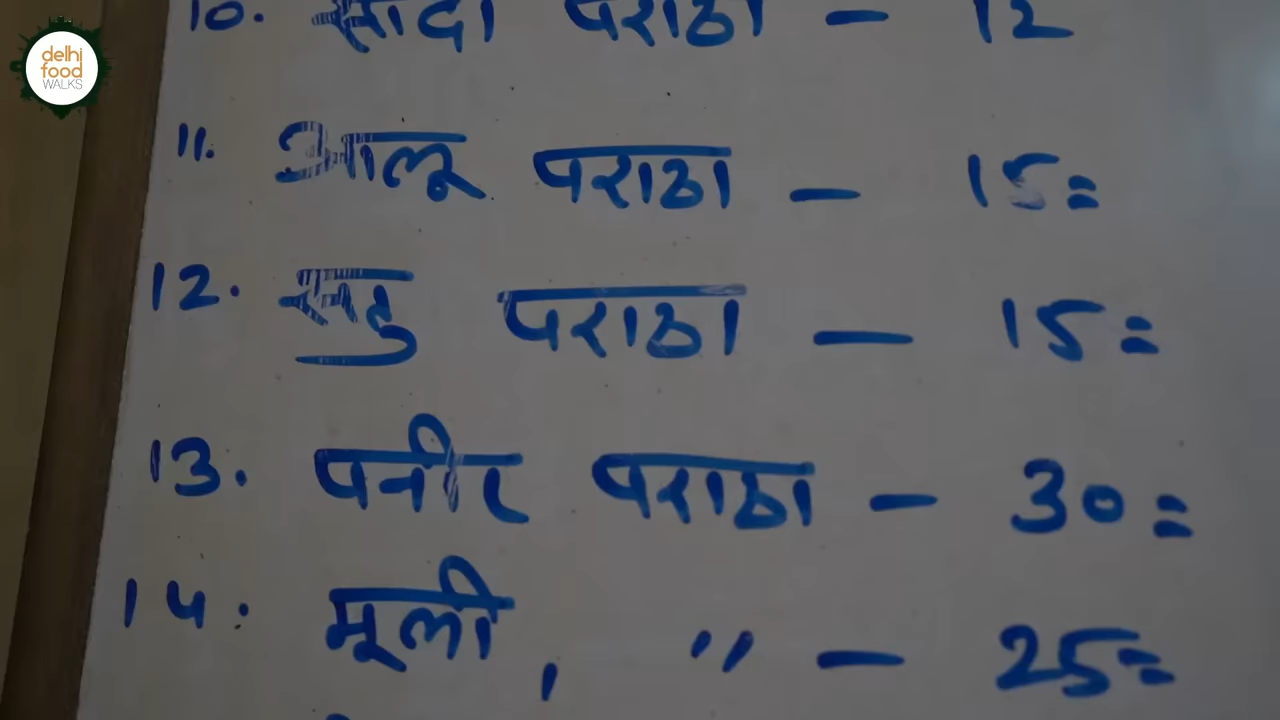 delhi
food
WALKS
10. सादा पराठा - 12
11. आलू पराठा - 15=
12. सत्तु पराठा - 15=
13. पनीर पराठा - 30=
14. मूली, " - 25=